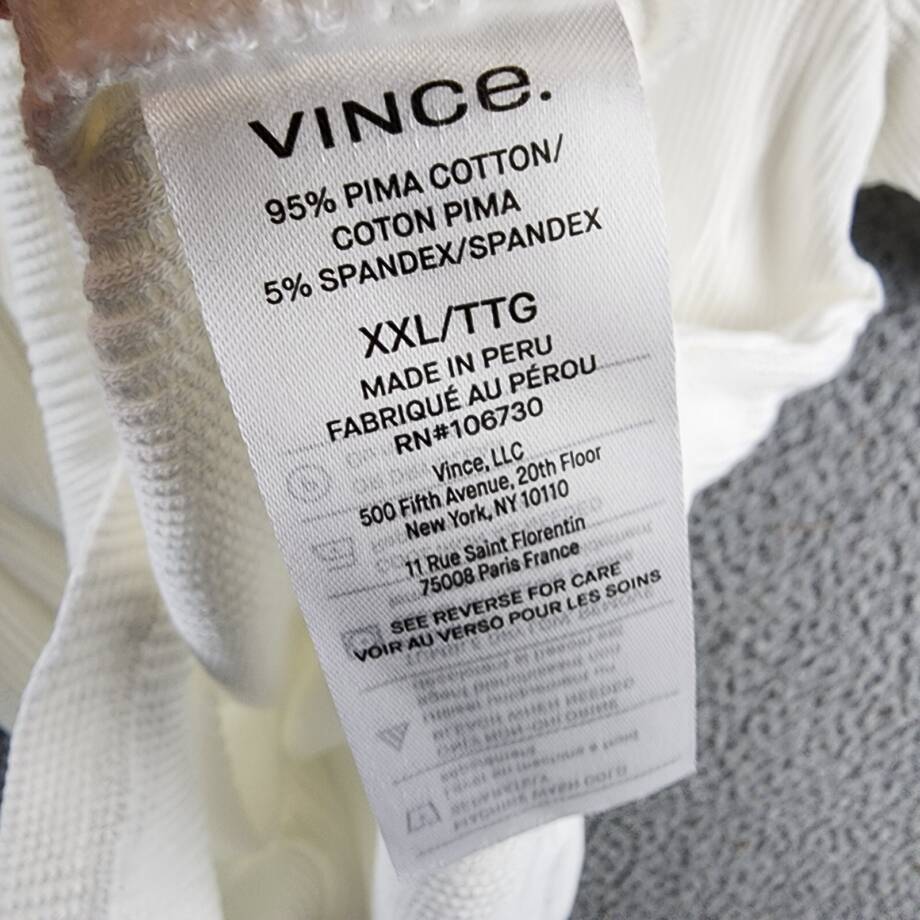 VINCE.
95% PIMA COTTON/
COTON PIMA
5% SPANDEX/SPANDEX
XXL/TTG
MADE IN PERU
FABRIQUÉ AU PÉROU
RN#106730
Vince, LLC
500 Fifth Avenue, 20th Floor
New York, NY 10110
11 Rue Saint Florentin
75008 Paris France
SEE REVERSE FOR CARE
VOIR AU VERSO POUR LES SOINS